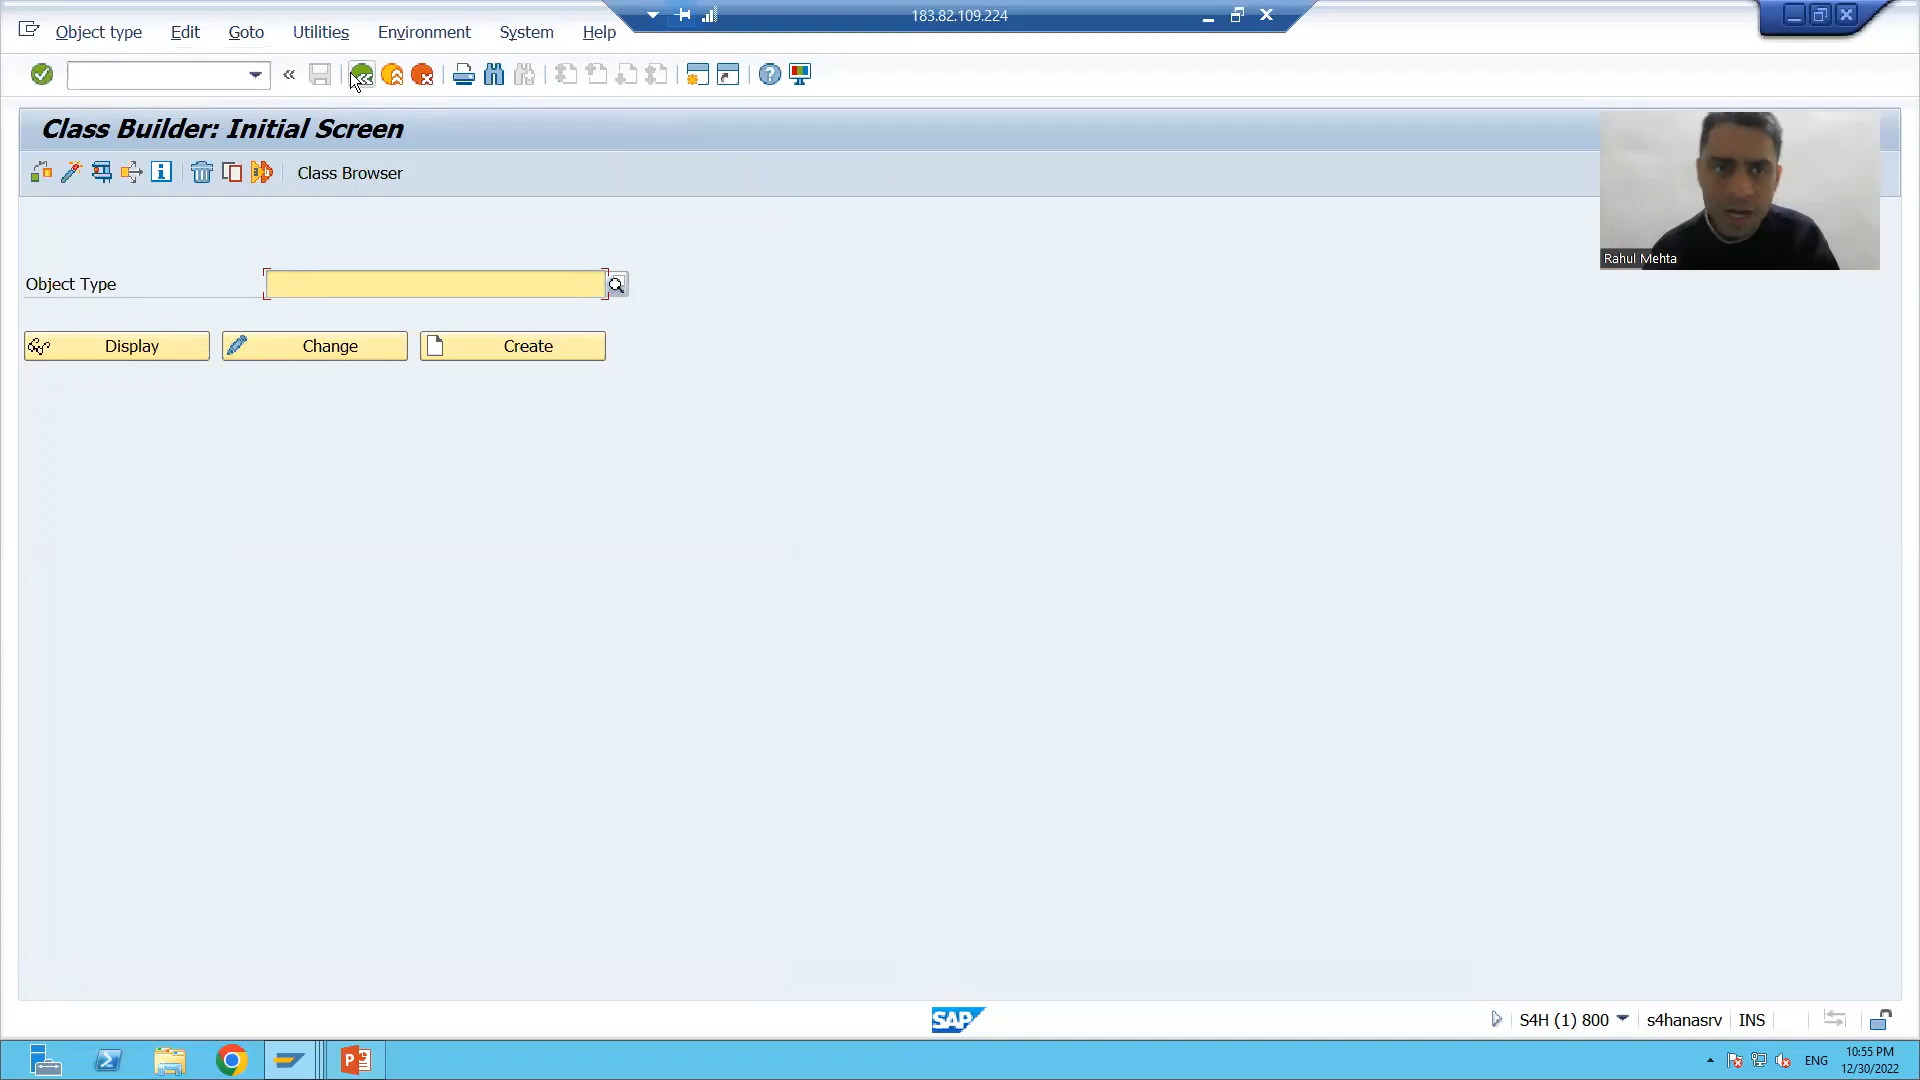 183.82.109.224
Object type Edit Goto Utilities Environment System Help
Class Builder: Initial Screen
Class Browser
Rahul Mehta
Object Type
Display Change Create
SAP
S4H (1) 800 s4hanasrv INS
ENG
10:55 PM
12/30/2022